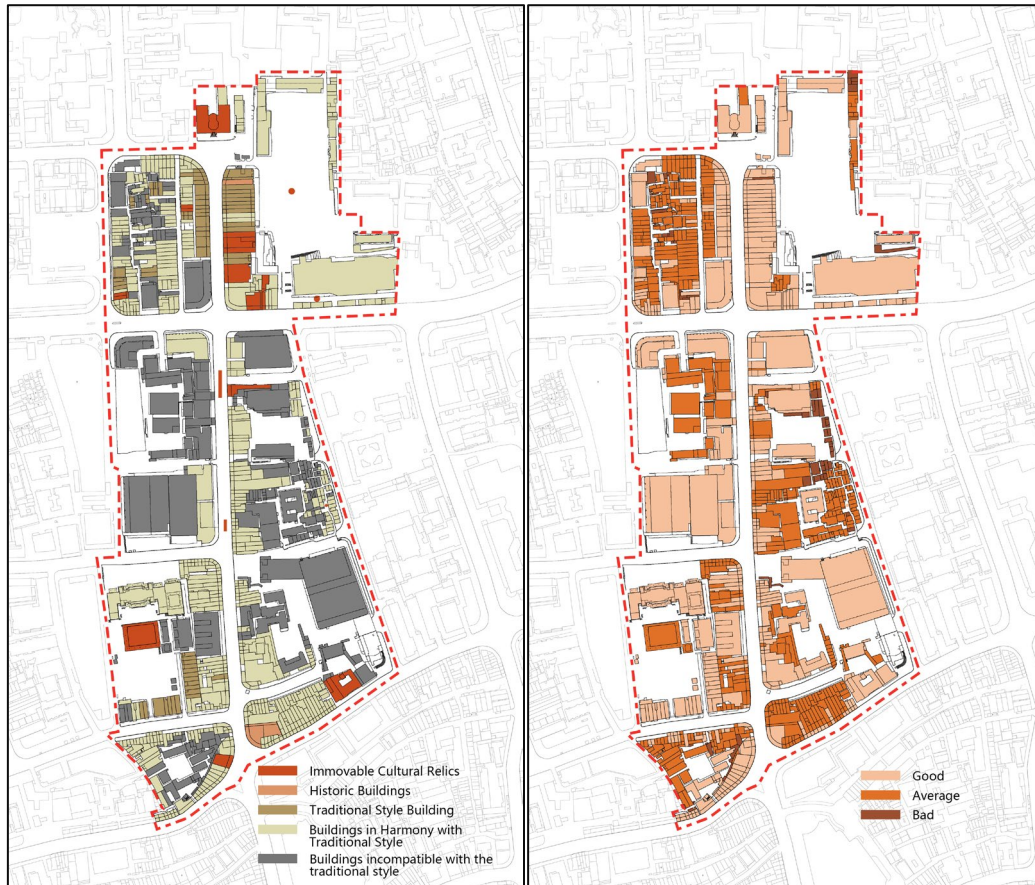 Immovable Cultural Relics
Historic Buildings
Traditional Style Building
Buildings in Harmony with
Traditional Style
Buildings incompatible with the
traditional style
Good
Average
Bad